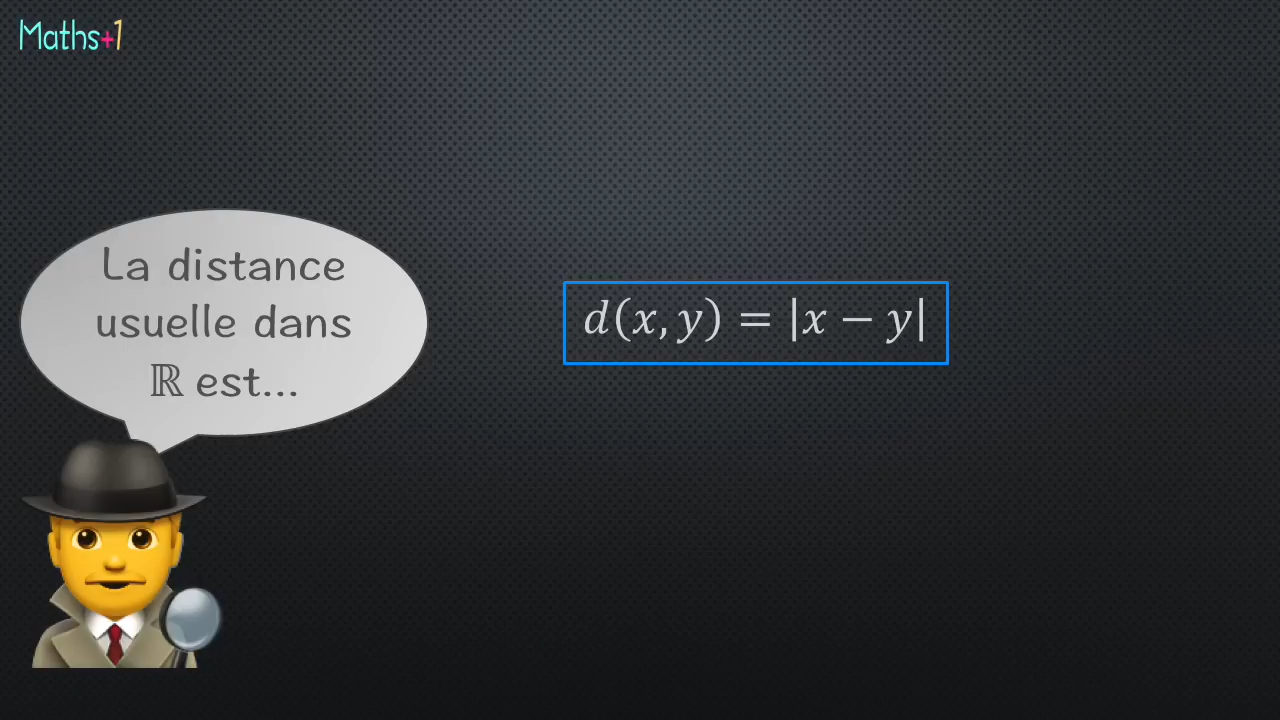 Maths+1
La distance
usuelle dans
ℝ est...
d(x, y) = |x − y|